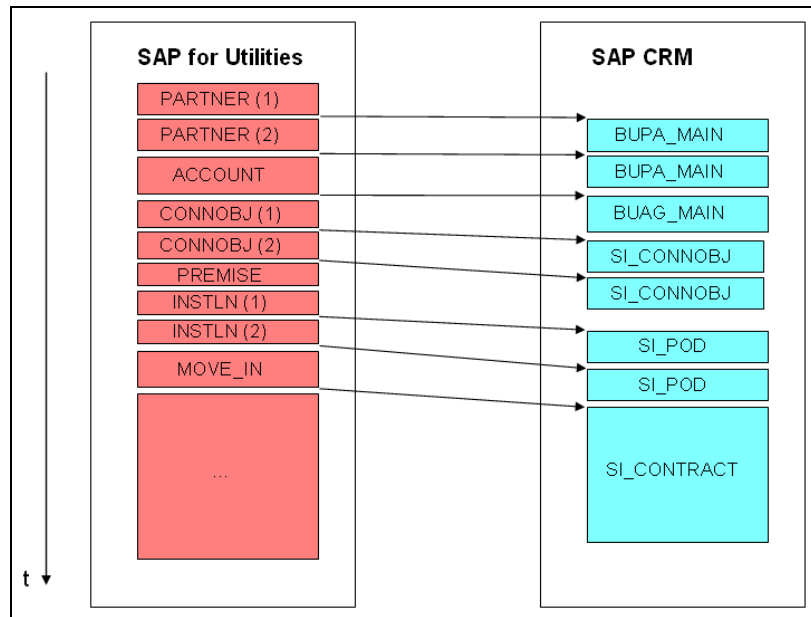 SAP for Utilities
PARTNER (1)
PARTNER (2)
ACCOUNT
CONNOBJ (1)
CONNOBJ (2)
PREMISE
INSTLN (1)
INSTLN (2)
MOVE_IN
...
t
SAP CRM
BUPA_MAIN
BUPA_MAIN
BUAG_MAIN
SI_CONNOBJ
SI_CONNOBJ
SI_POD
SI_POD
SI_CONTRACT